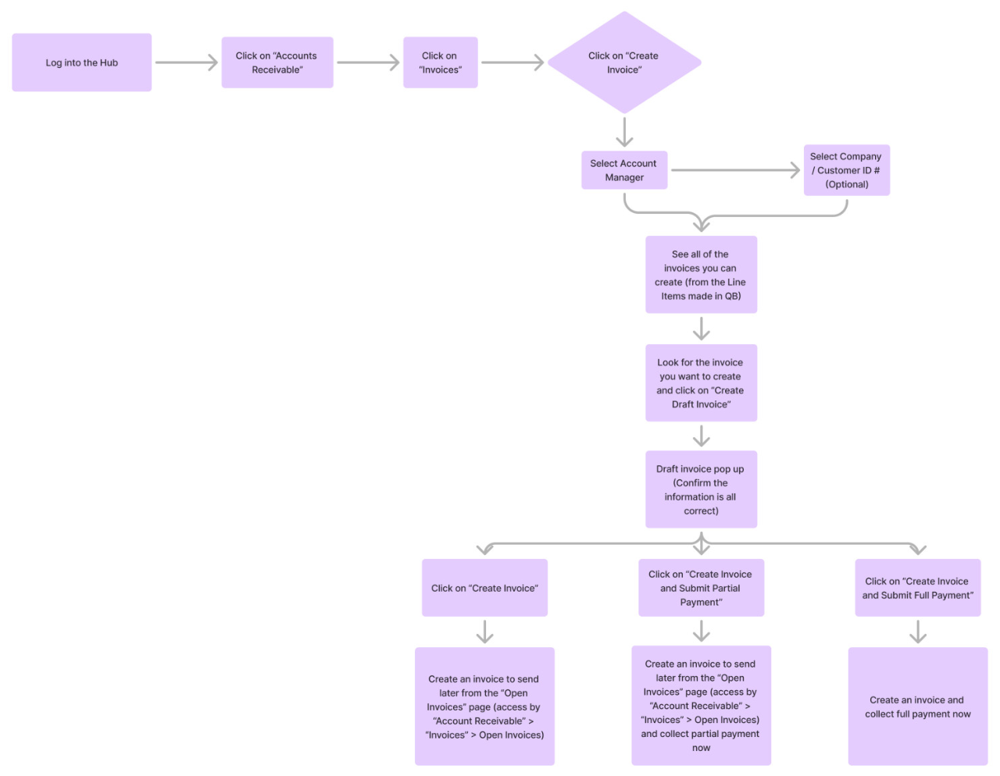 Log into the Hub
Click on “Accounts
Receivable”
Click on
“Invoices”
Click on “Create
Invoice”
Select Account
Manager
Select Company
/ Customer ID #
(Optional)
See all of the
invoices you can
create (from the Line
Items made in QB)
Look for the invoice
you want to create
and click on “Create
Draft Invoice”
Draft invoice pop up
(Confirm the
information is all
correct)
Click on “Create Invoice”
Click on “Create Invoice
and Submit Partial
Payment”
Click on “Create Invoice
and Submit Full Payment”
Create an invoice to send
later from the “Open
Invoices” page (access by
“Account Receivable” >
“Invoices” > Open Invoices)
Create an invoice to send
later from the “Open
Invoices” page (access by
“Account Receivable” >
“Invoices” > Open Invoices)
and collect partial payment
now
Create an invoice and
collect full payment now